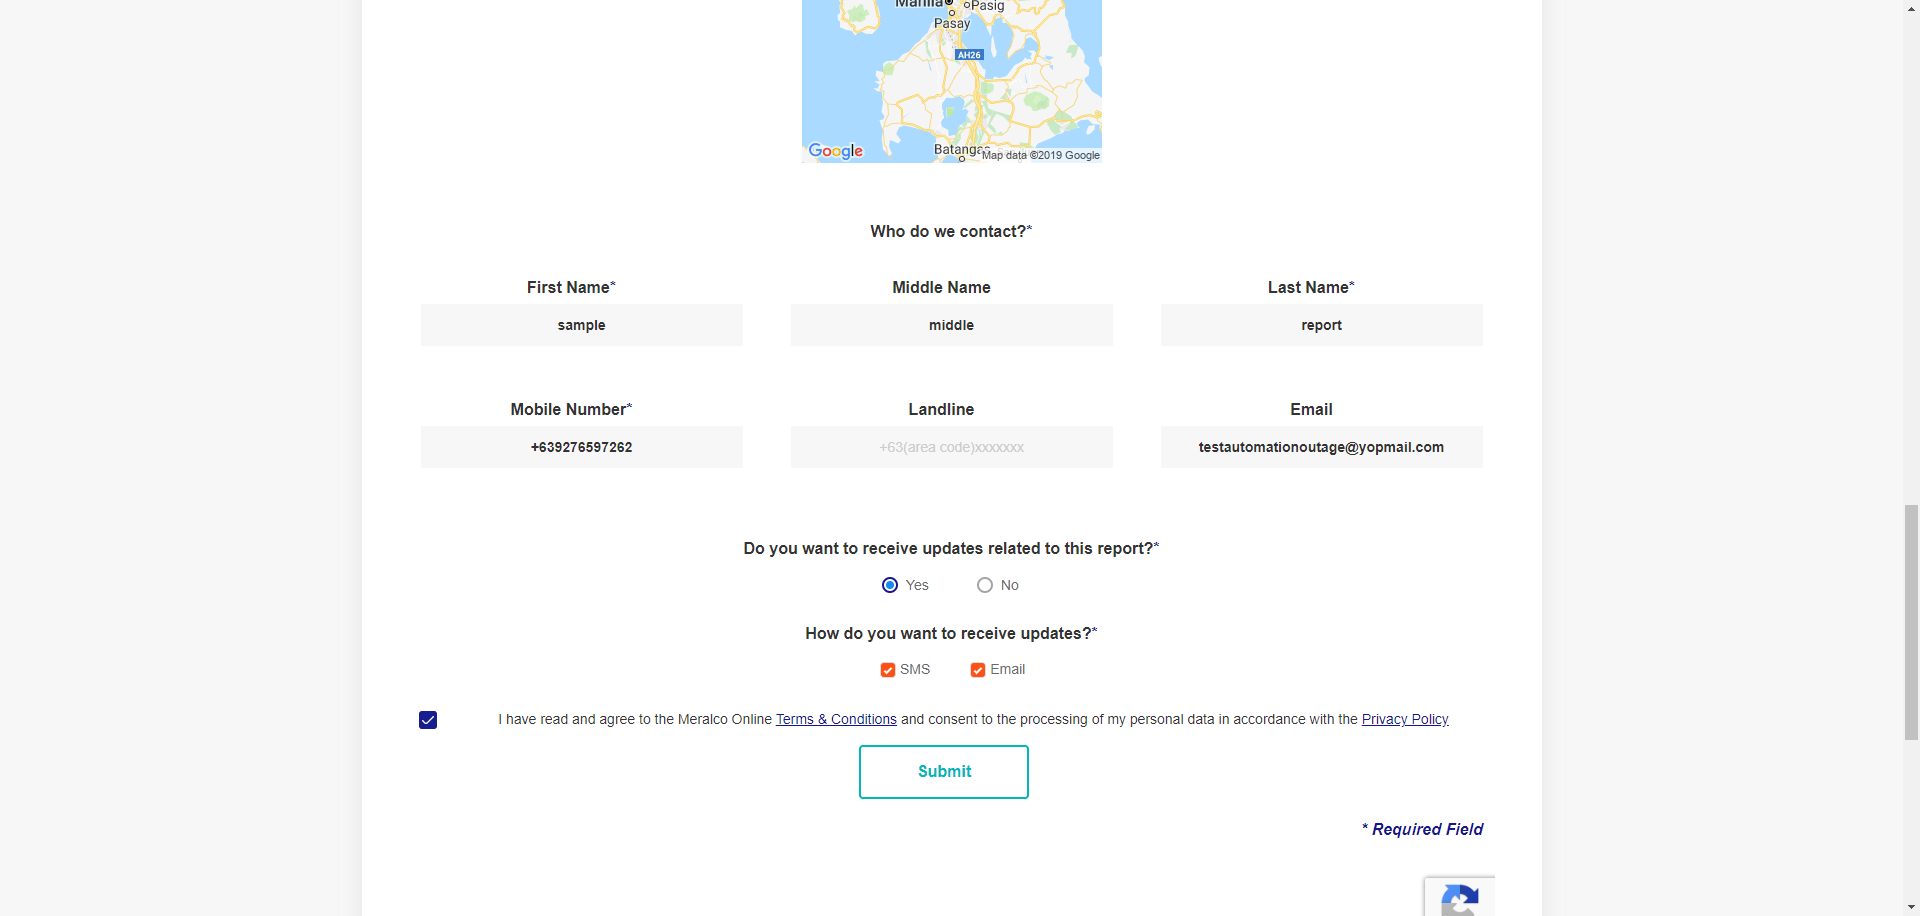 Manila
Pasig
Pasay
AH26
Google
Map data ©2019 Google
Who do we contact?*
First Name*
Middle Name
Last Name*
sample
middle
report
Mobile Number*
Landline
Email
+639276597262
+63(area code)xxxxxxx
testautomationoutage@yopmail.com
Do you want to receive updates related to this report?*
Yes
No
How do you want to receive updates?*
SMS
Email
I have read and agree to the Meralco Online Terms & Conditions and consent to the processing of my personal data in accordance with the Privacy Policy
Submit
* Required Field